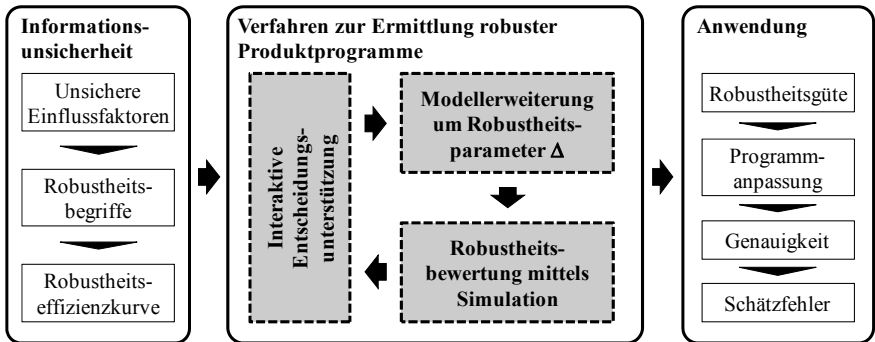 Informations-
unsicherheit
Unsichere
Einflussfaktoren
Robustheits-
begriffe
Robustheits-
effizienzkurve
Verfahren zur Ermittlung robuster
Produktprogramme
Interaktive
Entscheidungs-
unterstützung
Modellerweiterung
um Robustheits-
parameter Δ
Robustheits-
bewertung mittels
Simulation
Anwendung
Robustheitsgüte
Programm-
anpassung
Genauigkeit
Schätzfehler